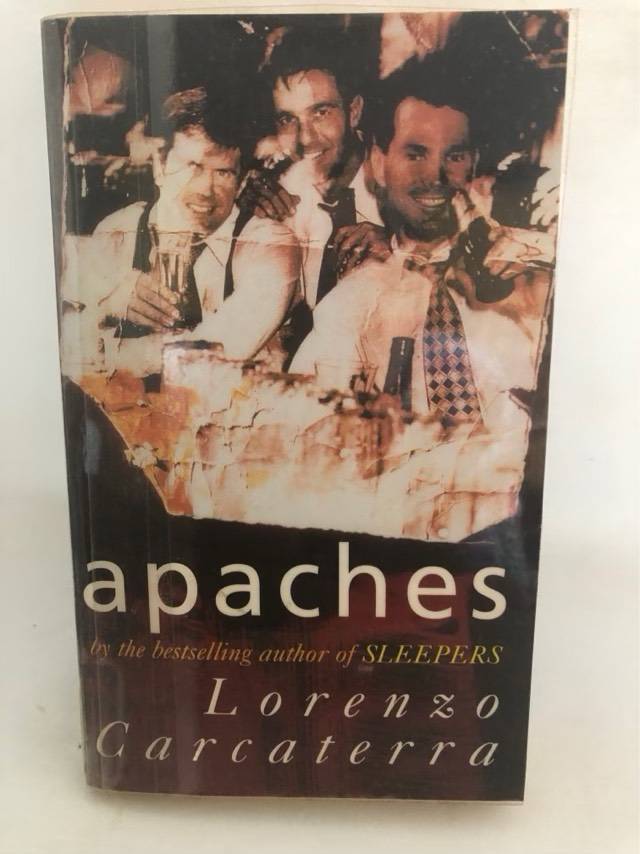 apaches
by the bestselling author of SLEEPERS
Lorenzo
Carcaterra